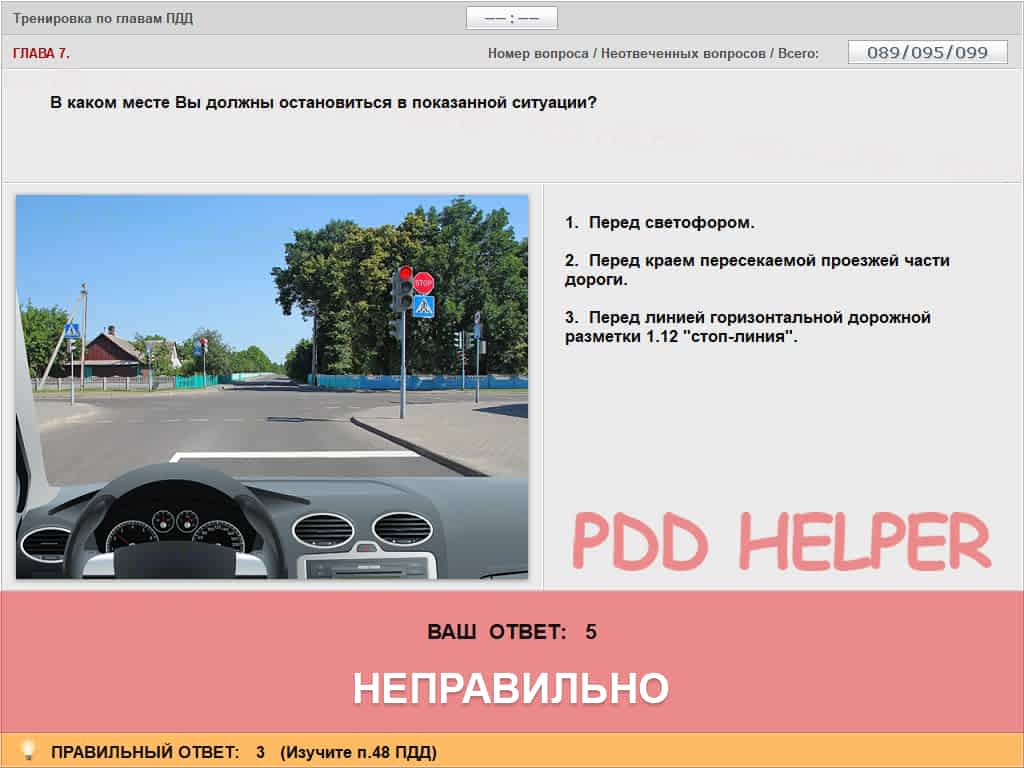 Тренировка по главам ПДД
—— : ——
ГЛАВА 7.
Номер вопроса / Неотвеченных вопросов / Всего:
089/095/099
В каком месте Вы должны остановиться в показанной ситуации?
STOP
1. Перед светофором.
2. Перед краем пересекаемой проезжей части
дороги.
3. Перед линией горизонтальной дорожной
разметки 1.12 "стоп-линия".
PDD HELPER
ВАШ ОТВЕТ: 5
НЕПРАВИЛЬНО
ПРАВИЛЬНЫЙ ОТВЕТ: 3 (Изучите п.48 ПДД)